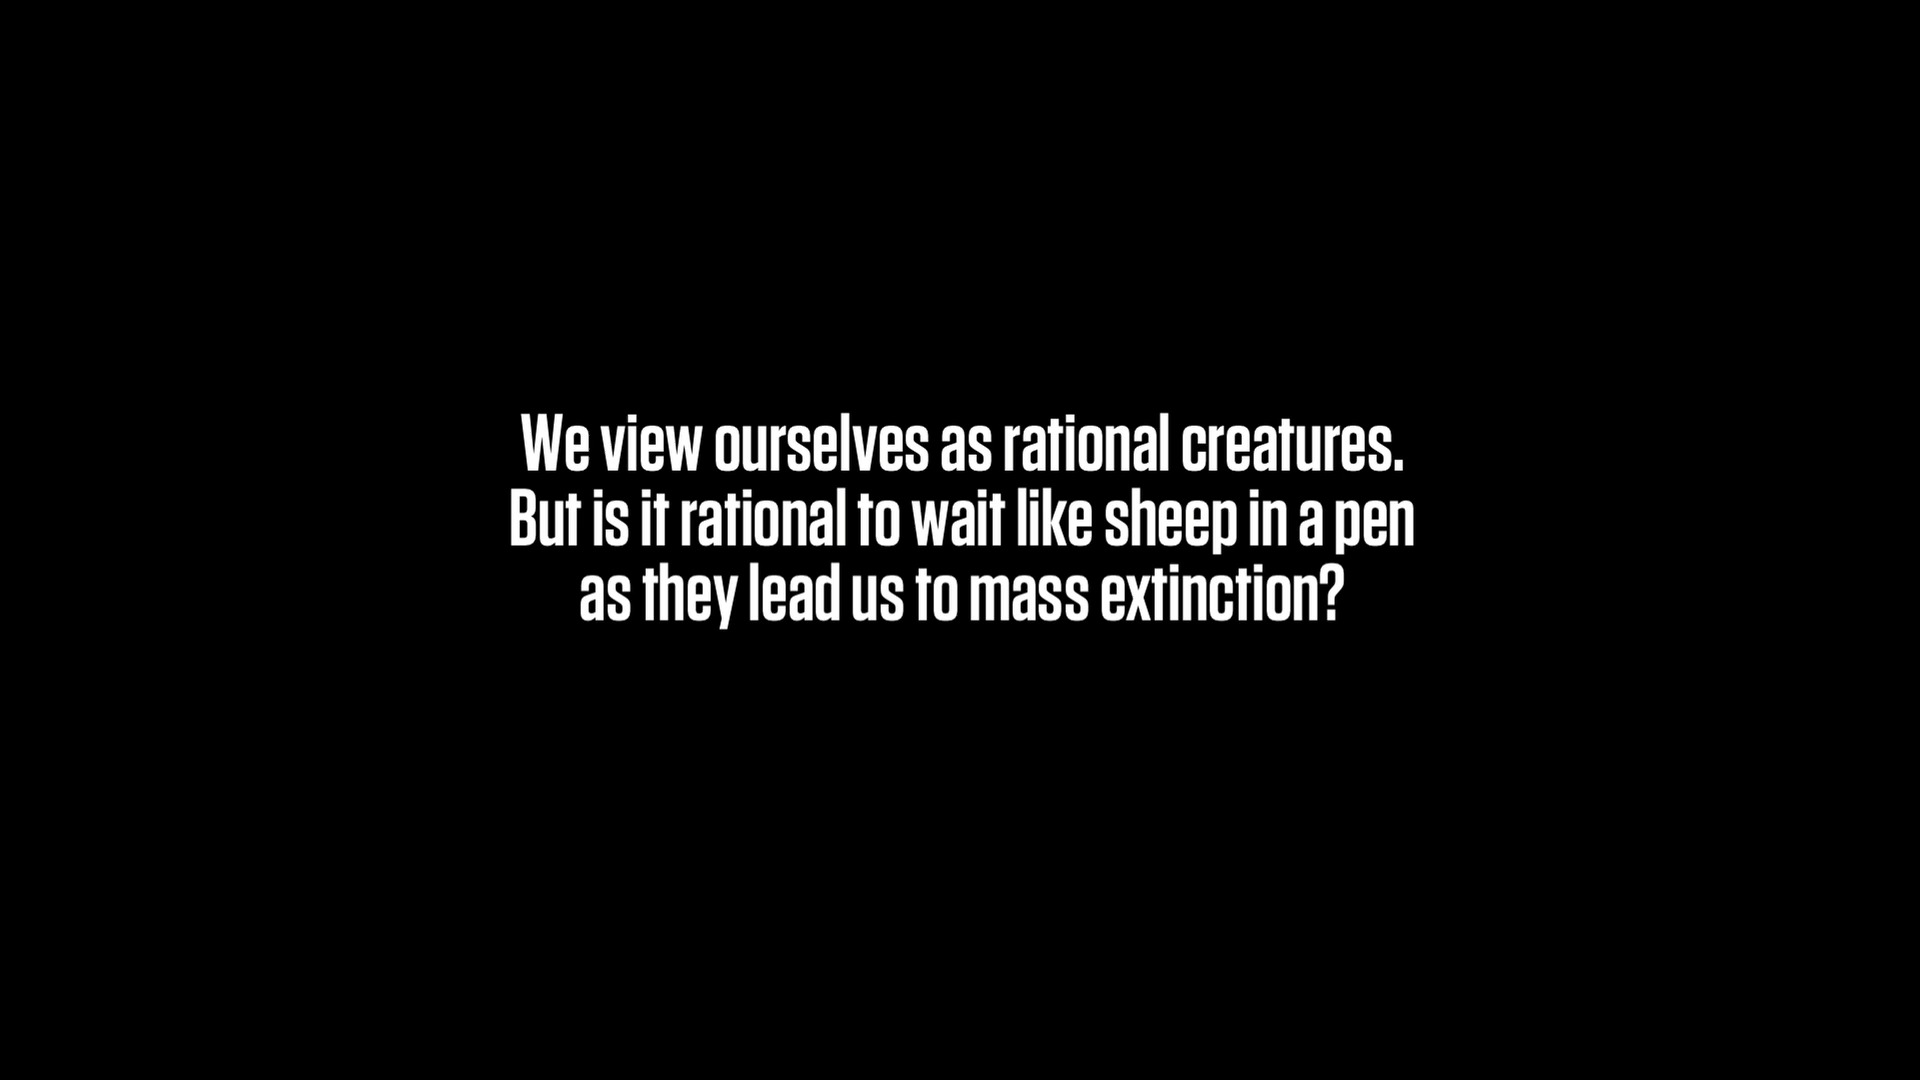 We view ourselves as rational creatures.
But is it rational to wait like sheep in a pen
as they lead us to mass extinction?